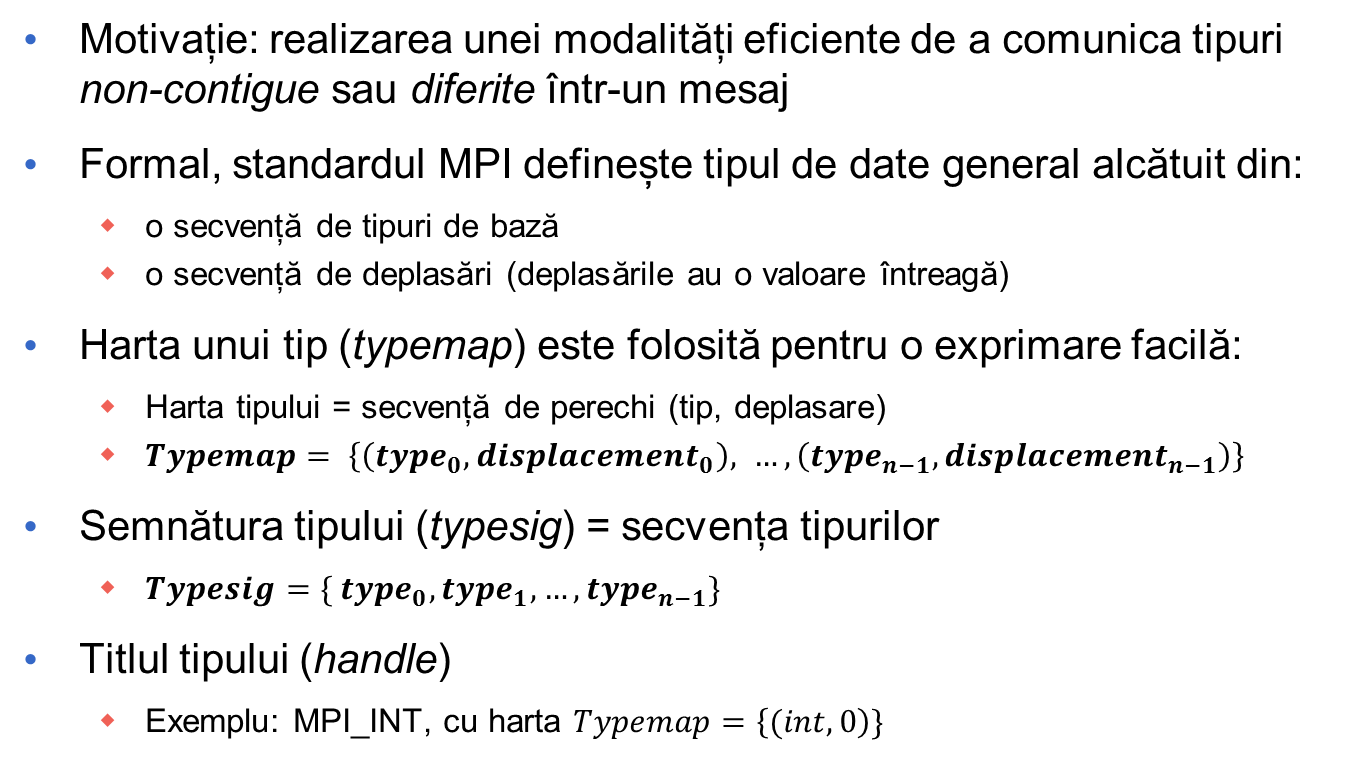 • Motivație: realizarea unei modalități eficiente de a comunica tipuri
non-contigue sau diferite într-un mesaj
• Formal, standardul MPI definește tipul de date general alcătuit din:
◆ o secvență de tipuri de bază
◆ o secvență de deplasări (deplasările au o valoare întreagă)
• Harta unui tip (typemap) este folosită pentru o exprimare facilă:
◆ Harta tipului = secvență de perechi (tip, deplasare)
◆ Typemap = {(type₀, displacement₀), … , (typeₙ₋₁, displacementₙ₋₁)}
• Semnătura tipului (typesig) = secvența tipurilor
◆ Typesig = { type₀, type₁, … , typeₙ₋₁}
• Titlul tipului (handle)
◆ Exemplu: MPI_INT, cu harta Typemap = {(int, 0)}